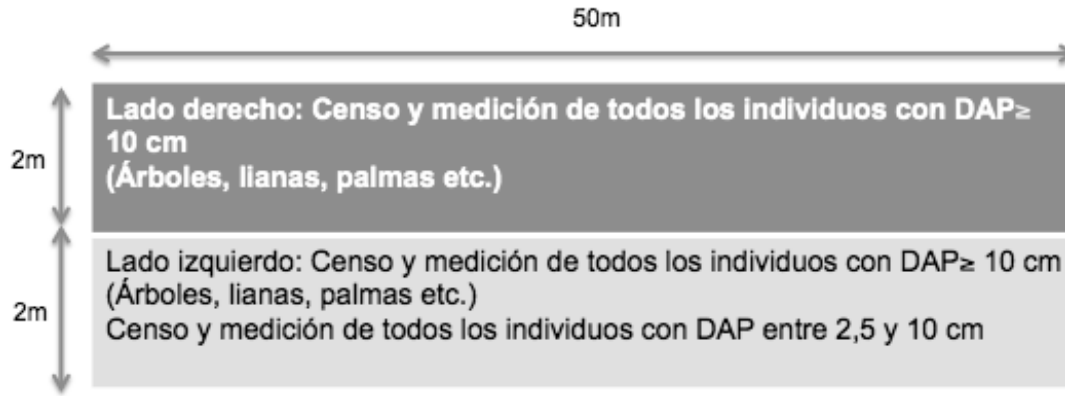 50m
2m
Lado derecho: Censo y medición de todos los individuos con DAP≥
10 cm
(Árboles, lianas, palmas etc.)
2m
Lado izquierdo: Censo y medición de todos los individuos con DAP≥ 10 cm
(Árboles, lianas, palmas etc.)
Censo y medición de todos los individuos con DAP entre 2,5 y 10 cm